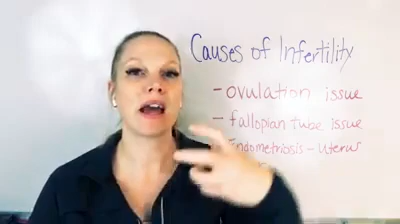 Causes of Infertility
- ovulation issue
- fallopian tube issue
Endometriosis - Uterus